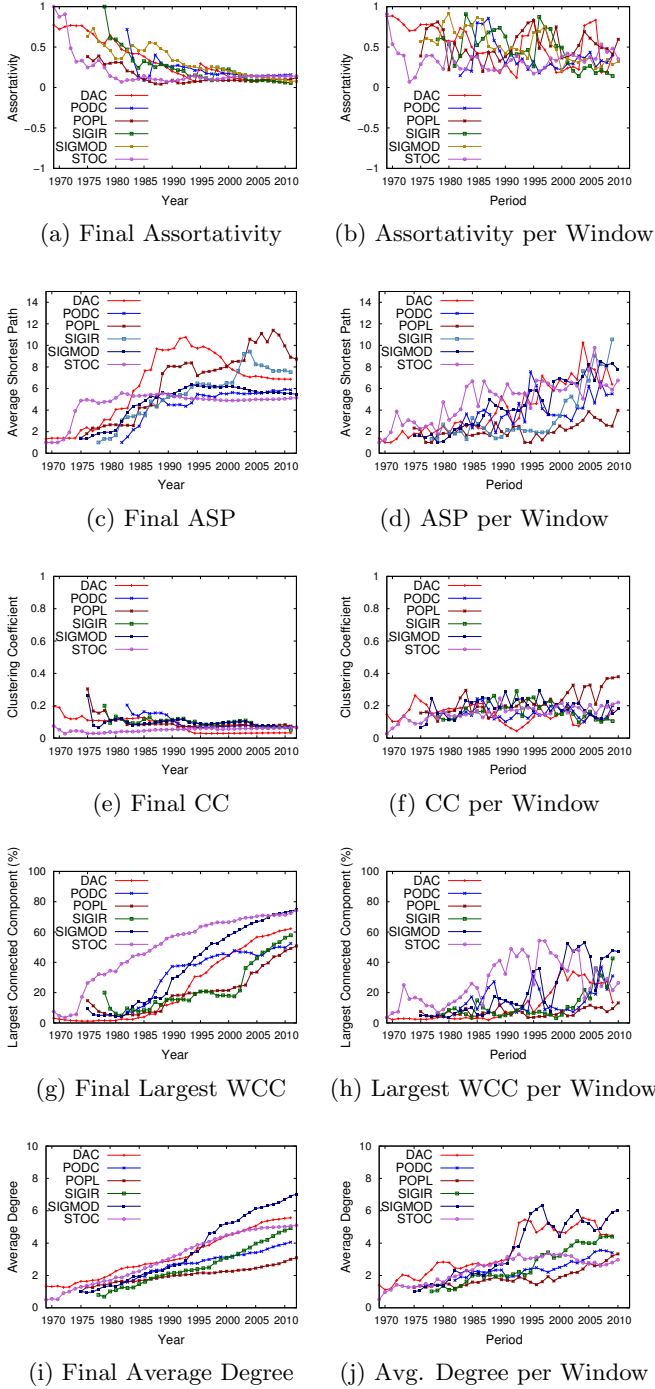 1
0.5
0
−0.5
−1
Assortativity
DAC
PODC
POPL
SIGIR
SIGMOD
STOC
1970 1975 1980 1985 1990 1995 2000 2005 2010
Year
(a) Final Assortativity
1
0.5
0
−0.5
−1
Assortativity
DAC
PODC
POPL
SIGIR
SIGMOD
STOC
1970 1975 1980 1985 1990 1995 2000 2005 2010
Period
(b) Assortativity per Window
14
12
10
8
6
4
2
0
Average Shortest Path
DAC
PODC
POPL
SIGIR
SIGMOD
STOC
1970 1975 1980 1985 1990 1995 2000 2005 2010
Year
(c) Final ASP
14
12
10
8
6
4
2
0
Average Shortest Path
DAC
PODC
POPL
SIGIR
SIGMOD
STOC
1970 1975 1980 1985 1990 1995 2000 2005 2010
Period
(d) ASP per Window
1
0.8
0.6
0.4
0.2
0
Clustering Coefficient
DAC
PODC
POPL
SIGIR
SIGMOD
STOC
1970 1975 1980 1985 1990 1995 2000 2005 2010
Year
(e) Final CC
1
0.8
0.6
0.4
0.2
0
Clustering Coefficient
DAC
PODC
POPL
SIGIR
SIGMOD
STOC
1970 1975 1980 1985 1990 1995 2000 2005 2010
Period
(f) CC per Window
100
80
60
40
20
0
Largest Connected Component (%)
DAC
PODC
POPL
SIGIR
SIGMOD
STOC
1970 1975 1980 1985 1990 1995 2000 2005 2010
Year
(g) Final Largest WCC
100
80
60
40
20
0
Largest Connected Component (%)
DAC
PODC
POPL
SIGIR
SIGMOD
STOC
1970 1975 1980 1985 1990 1995 2000 2005 2010
Period
(h) Largest WCC per Window
10
8
6
4
2
0
Average Degree
DAC
PODC
POPL
SIGIR
SIGMOD
STOC
1970 1975 1980 1985 1990 1995 2000 2005 2010
Year
(i) Final Average Degree
10
8
6
4
2
0
Average Degree
DAC
PODC
POPL
SIGIR
SIGMOD
STOC
1970 1975 1980 1985 1990 1995 2000 2005 2010
Period
(j) Avg. Degree per Window